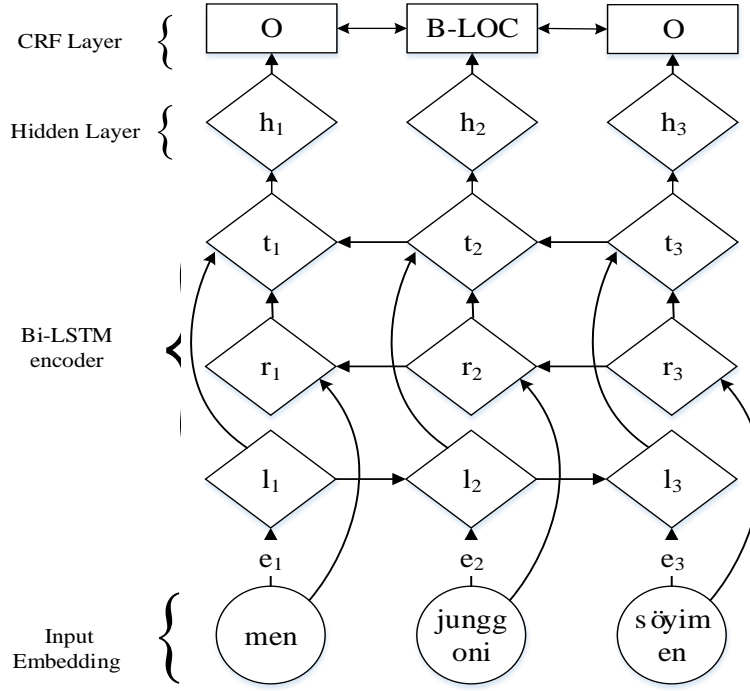 CRF Layer
O
B-LOC
O
Hidden Layer
h₁
h₂
h₃
t₁
t₂
t₃
Bi-LSTM
encoder
r₁
r₂
r₃
l₁
l₂
l₃
e₁
e₂
e₃
Input
Embedding
men
jungg
oni
söyim
en